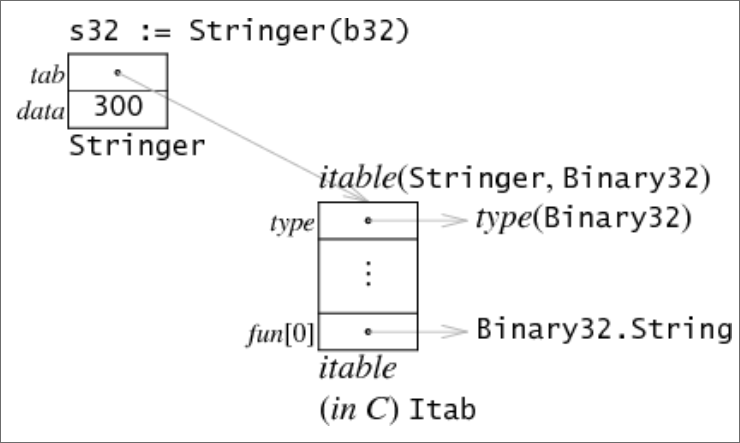 s32 := Stringer(b32)
tab
data 300
Stringer
itable(Stringer, Binary32)
type type(Binary32)
⋮
fun[0] Binary32.String
itable
(in C) Itab